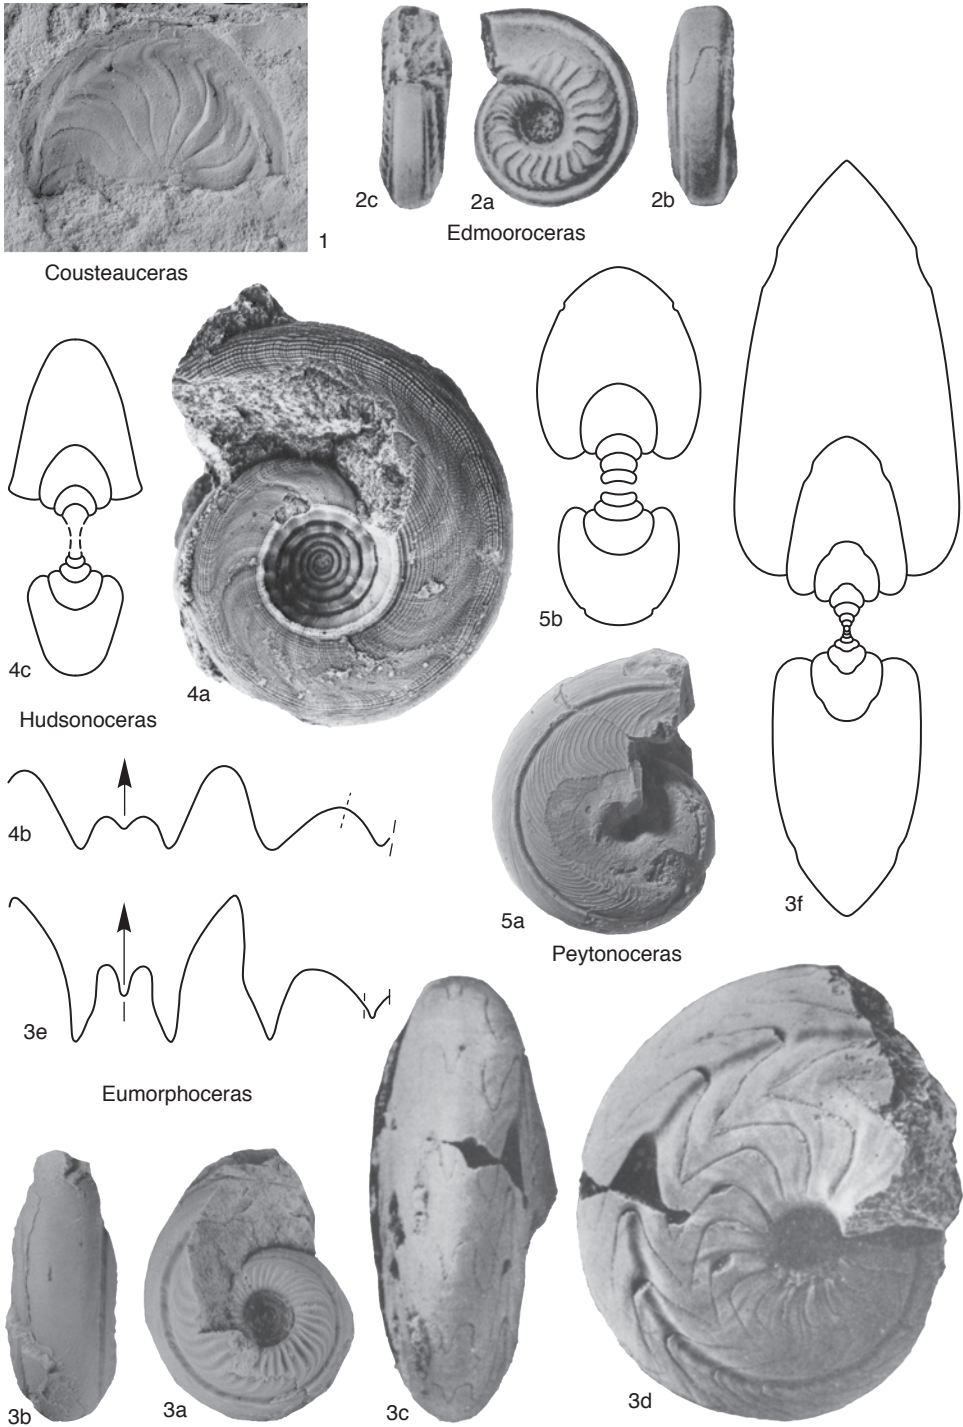 2c
2a
2b
Edmooroceras
1
Cousteauceras
4c
4a
5b
Hudsonoceras
4b
5a
3f
Peytonoceras
3e
Eumorphoceras
3b
3a
3c
3d